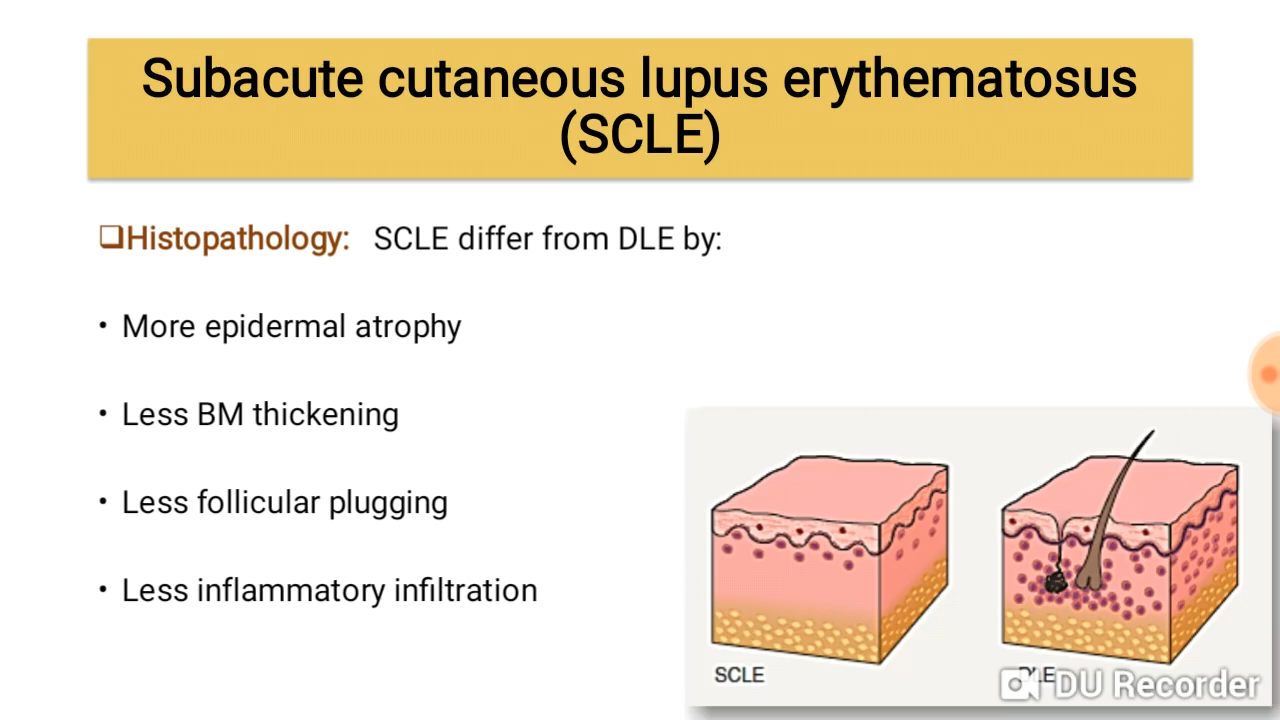 Subacute cutaneous lupus erythematosus
(SCLE)
❑Histopathology: SCLE differ from DLE by:
• More epidermal atrophy
• Less BM thickening
• Less follicular plugging
• Less inflammatory infiltration
SCLE
DLE
DU Recorder